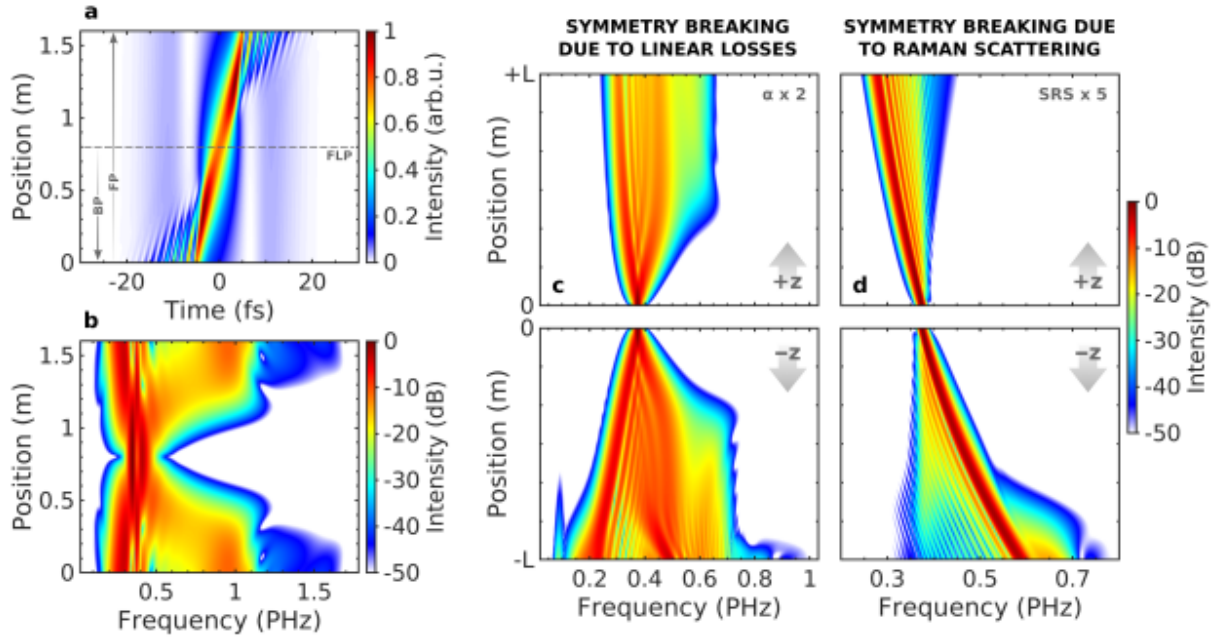 a
1.5
1
0.5
0
Position (m)
BP
FP
FLP
-20
0
20
Time (fs)
1
0.8
0.6
0.4
0.2
0
Intensity (arb.u.)
b
1.5
1
0.5
0
Position (m)
0.5
1
1.5
Frequency (PHz)
0
-10
-20
-30
-40
-50
Intensity (dB)
SYMMETRY BREAKING
DUE TO LINEAR LOSSES
+L
α x 2
Position (m)
c
+z
0
0
−z
Position (m)
-L
0.2
0.4
0.6
0.8
1
Frequency (PHz)
SYMMETRY BREAKING DUE
TO RAMAN SCATTERING
SRS x 5
d
+z
−z
0.3
0.5
0.7
Frequency (PHz)
0
-10
-20
-30
-40
-50
Intensity (dB)